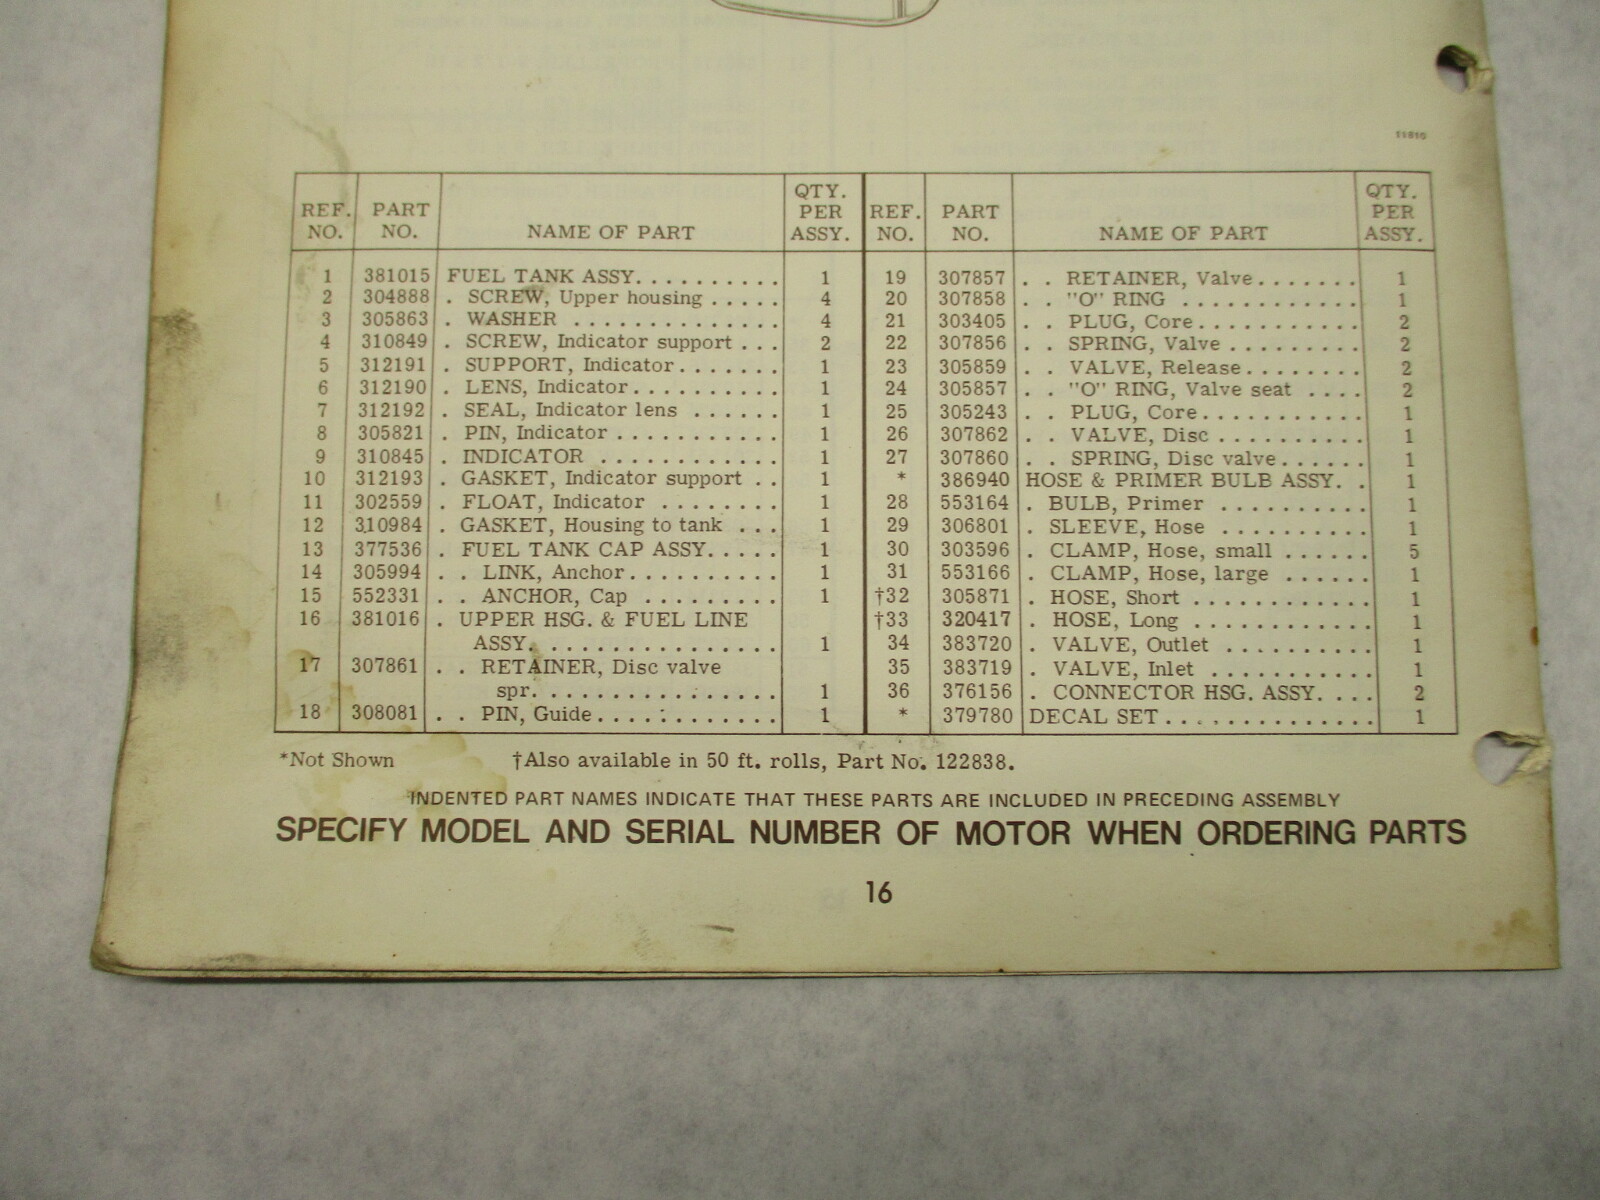 11810
REF. NO. PART NO. NAME OF PART QTY. PER ASSY.
1 381015 FUEL TANK ASSY. . . . . . . . . . 1
2 304888 . SCREW, Upper housing . . . . . 4
3 305863 . WASHER . . . . . . . . . . . . . . 4
4 310849 . SCREW, Indicator support . . . 2
5 312191 . SUPPORT, Indicator . . . . . . . 1
6 312190 . LENS, Indicator . . . . . . . . . . 1
7 312192 . SEAL, Indicator lens . . . . . . 1
8 305821 . PIN, Indicator . . . . . . . . . . . 1
9 310845 . INDICATOR . . . . . . . . . . . . 1
10 312193 . GASKET, Indicator support . . 1
11 302559 . FLOAT, Indicator . . . . . . . . 1
12 310984 . GASKET, Housing to tank . . . 1
13 377536 . FUEL TANK CAP ASSY. . . . . 1
14 305994 . . LINK, Anchor . . . . . . . . . . 1
15 552331 . . ANCHOR, Cap . . . . . . . . . 1
16 381016 . UPPER HSG. & FUEL LINE
ASSY. . . . . . . . . . . . . . . . 1
17 307861 . . RETAINER, Disc valve
spr. . . . . . . . . . . . . . . . 1
18 308081 . . PIN, Guide . . . . . . . . . . . . 1
REF. NO. PART NO. NAME OF PART QTY. PER ASSY.
19 307857 . . RETAINER, Valve . . . . . . . 1
20 307858 . . "O" RING . . . . . . . . . . . . 1
21 303405 . . PLUG, Core . . . . . . . . . . . 2
22 307856 . . SPRING, Valve . . . . . . . . . 2
23 305859 . . VALVE, Release . . . . . . . . 2
24 305857 . . "O" RING, Valve seat . . . . 2
25 305243 . . PLUG, Core . . . . . . . . . . . 1
26 307862 . . VALVE, Disc . . . . . . . . . . 1
27 307860 . . SPRING, Disc valve . . . . . . 1
* 386940 HOSE & PRIMER BULB ASSY. . . 1
28 553164 . BULB, Primer . . . . . . . . . . 1
29 306801 . SLEEVE, Hose . . . . . . . . . . 1
30 303596 . CLAMP, Hose, small . . . . . . 5
31 553166 . CLAMP, Hose, large . . . . . . 1
†32 305871 . HOSE, Short . . . . . . . . . . . . 1
†33 320417 . HOSE, Long . . . . . . . . . . . . 1
34 383720 . VALVE, Outlet . . . . . . . . . . 1
35 383719 . VALVE, Inlet . . . . . . . . . . . 1
36 376156 . CONNECTOR HSG. ASSY. . . . 2
* 379780 DECAL SET . . . . . . . . . . . . . . 1
*Not Shown †Also available in 50 ft. rolls, Part No. 122838.
INDENTED PART NAMES INDICATE THAT THESE PARTS ARE INCLUDED IN PRECEDING ASSEMBLY
SPECIFY MODEL AND SERIAL NUMBER OF MOTOR WHEN ORDERING PARTS
16